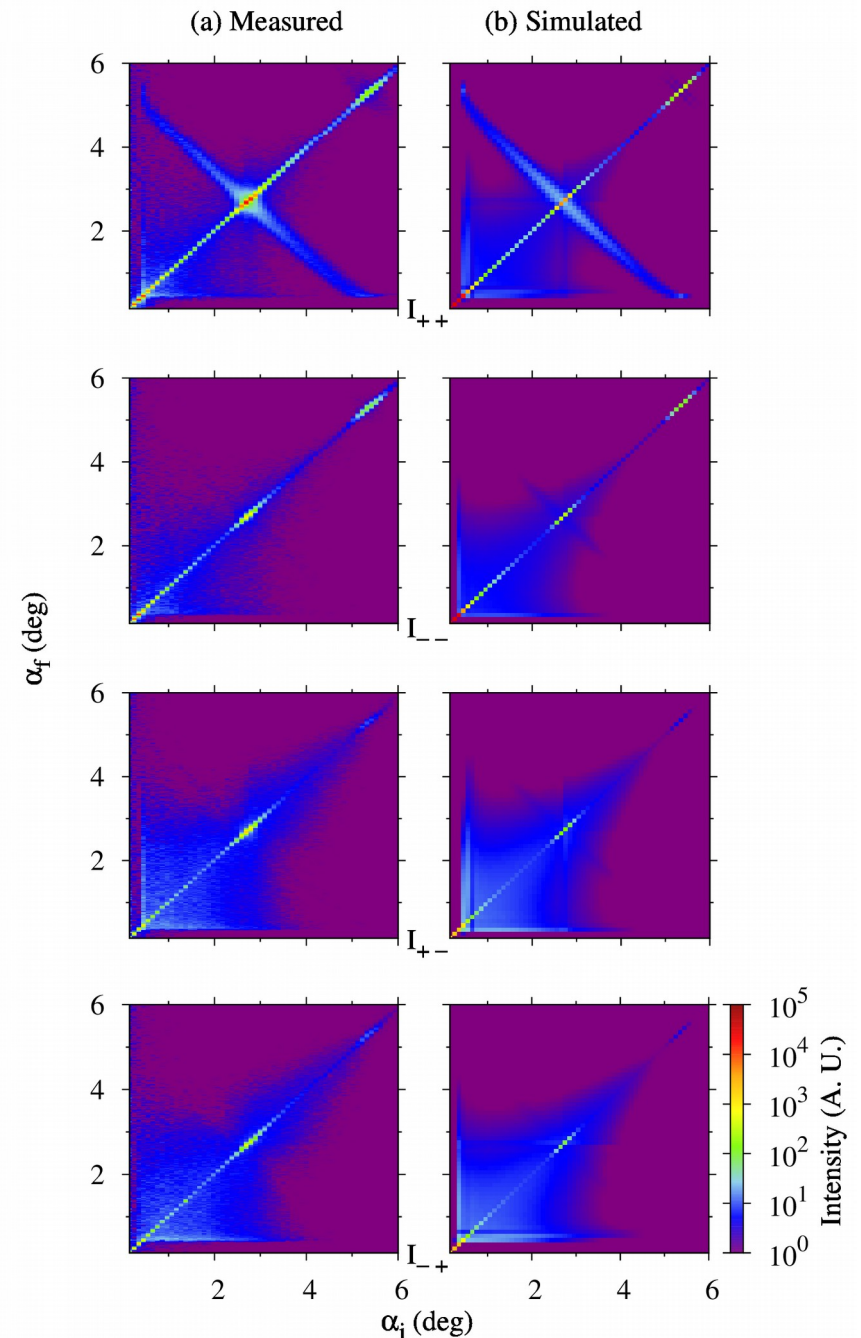 (a) Measured (b) Simulated
6
4
2
I++
6
4
2
I−−
αf (deg)
6
4
2
I+−
6
4
2
I−+
2 4 6 2 4 6
αi (deg)
10^5
10^4
10^3
10^2
10^1
10^0
Intensity (A. U.)